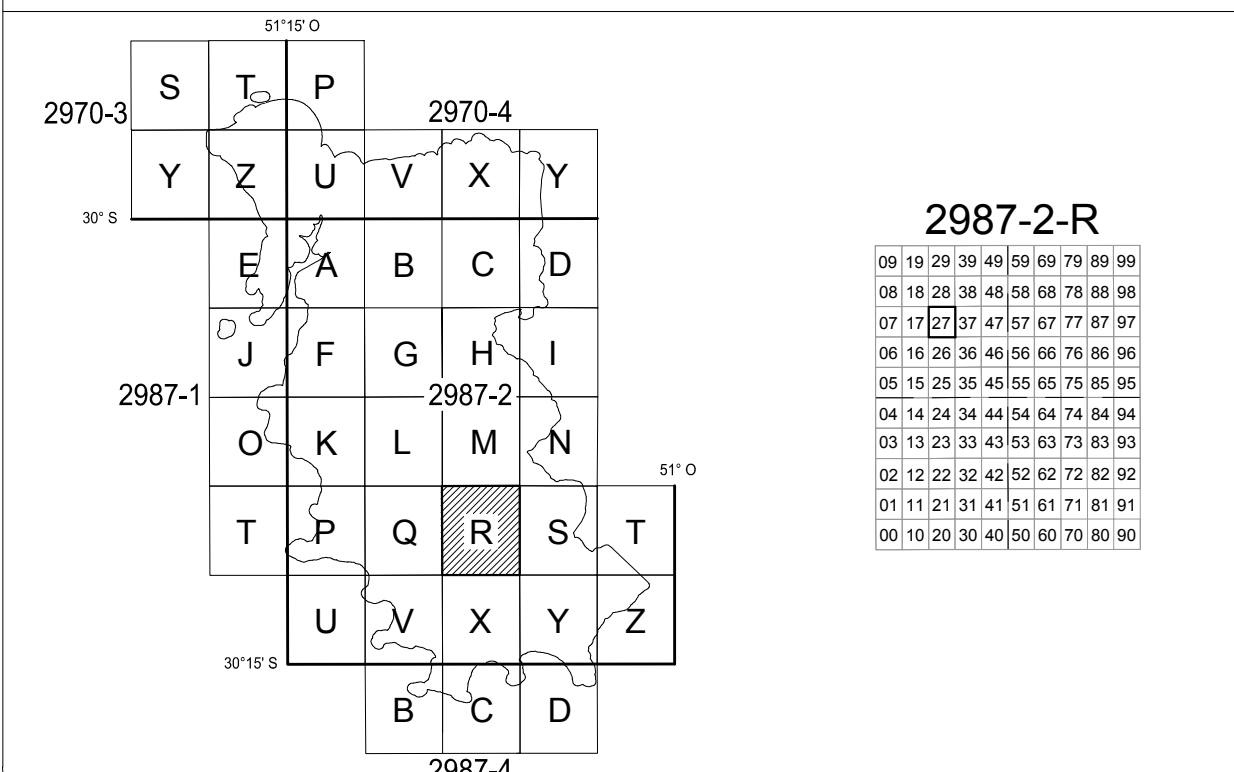 51°15' O
S T P
2970-3 2970-4
Y Z U V X Y
30° S
E A B C D
J F G H I
2987-1 2987-2
O K L M N
51° O
T P Q R S T
U V X Y Z
30°15' S
B C D
2987-4
2987-2-R
09 19 29 39 49 59 69 79 89 99
08 18 28 38 48 58 68 78 88 98
07 17 27 37 47 57 67 77 87 97
06 16 26 36 46 56 66 76 86 96
05 15 25 35 45 55 65 75 85 95
04 14 24 34 44 54 64 74 84 94
03 13 23 33 43 53 63 73 83 93
02 12 22 32 42 52 62 72 82 92
01 11 21 31 41 51 61 71 81 91
00 10 20 30 40 50 60 70 80 90